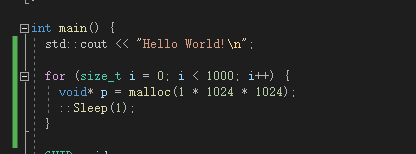 int main() {
std::cout << "Hello World!\n";
for (size_t i = 0; i < 1000; i++) {
void* p = malloc(1 * 1024 * 1024);
::Sleep(1);
}